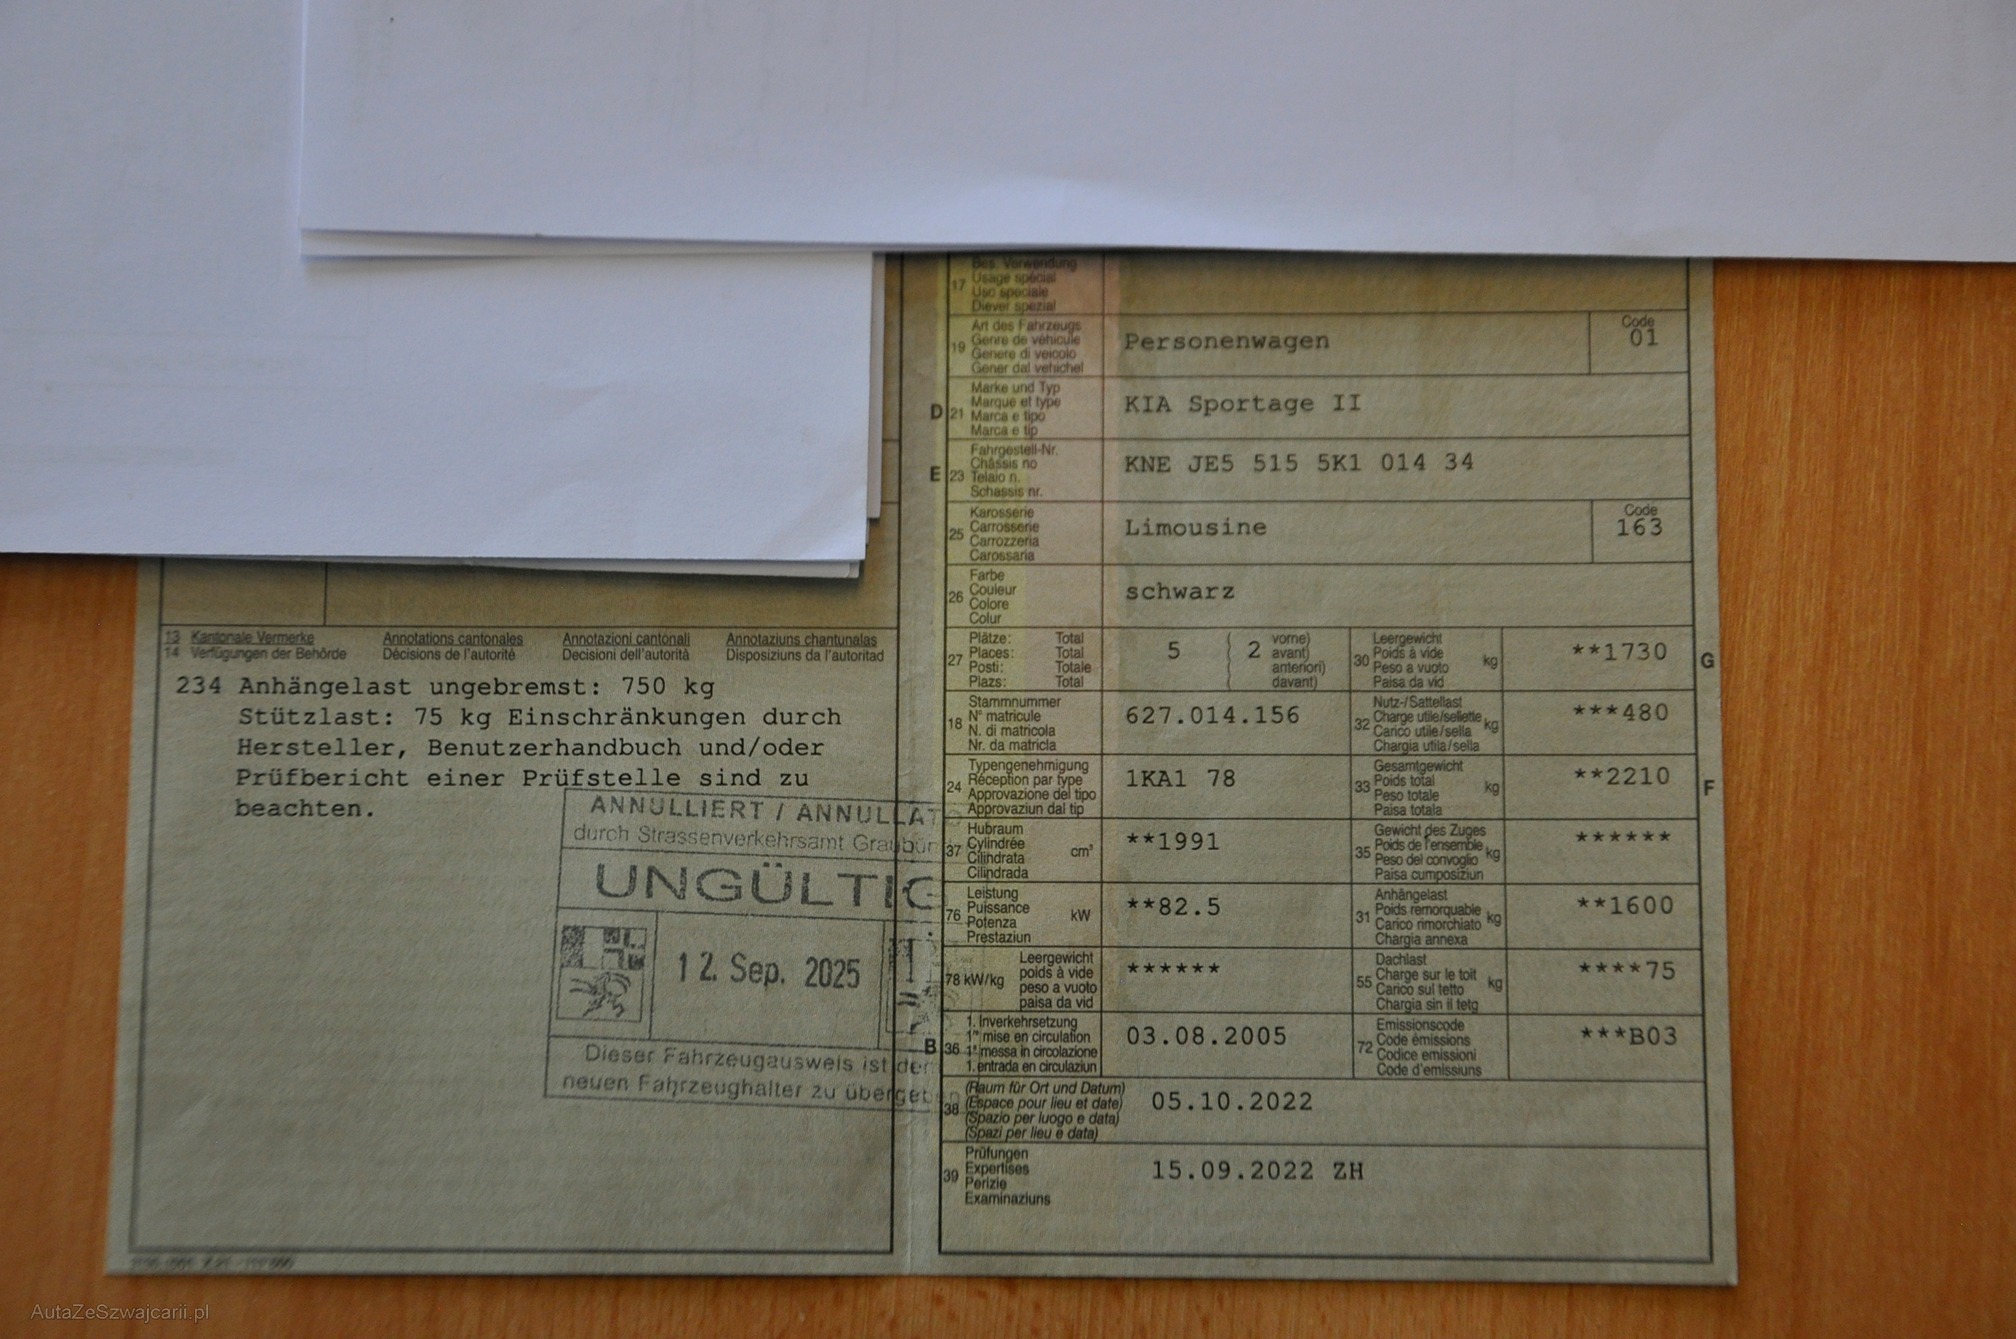 13 Kantonale Vermerke Annotations cantonales Annotazioni cantonali Annotaziuns chantunalas
14 Verfügungen der Behörde Décisions de l'autorité Decisioni dell'autorità Disposiziuns da l'autoritad
234 Anhängelast ungebremst: 750 kg
Stützlast: 75 kg Einschränkungen durch
Hersteller, Benutzerhandbuch und/oder
Prüfbericht einer Prüfstelle sind zu
beachten.
ANNULLIERT / ANNULLAT
durch Strassenverkehrsamt Graubün
UNGÜLTIG
12. Sep. 2025
Dieser Fahrzeugausweis ist dem
neuen Fahrzeughalter zu übergeben
Bes. Verwendung
17 Usage spécial
Uso speciale
Diever spezial
Art des Fahrzeugs
19 Genre de véhicule
Genere di veicolo
Gener dal vehichel
Personenwagen
Code
01
Marke und Typ
D 21 Marque et type
Marca e tipo
Marca e tip
KIA Sportage II
Fahrgestell-Nr.
Châssis no
E 23 Telaio n.
Schassis nr.
KNE JE5 515 5K1 014 34
Karosserie
25 Carrosserie
Carrozzeria
Carossaria
Limousine
Code
163
Farbe
26 Couleur
Colore
Colur
schwarz
Plätze: Total
27 Places: Total
Posti: Totale
Plazs: Total
5 ( 2 vorne)
avant)
anteriori)
davant)
Leergewicht
30 Poids à vide kg
Peso a vuoto
Paisa da vid
**1730 G
Stammnummer
18 N° matricule
N. di matricola
Nr. da matricla
627.014.156
Nutz-/Sattellast
32 Charge utile/sellette kg
Carico utile/sella
Chargia utila/sella
***480
Typengenehmigung
24 Réception par type
Approvazione del tipo
Approvaziun dal tip
1KA1 78
Gesamtgewicht
33 Poids total kg
Peso totale
Paisa totala
**2210 F
Hubraum
37 Cylindrée cm³
Cilindrata
Cilindrada
**1991
Gewicht des Zuges
35 Poids de l'ensemble kg
Peso del convoglio
Paisa cumposiziun
******
Leistung
76 Puissance kW
Potenza
Prestaziun
**82.5
Anhängelast
31 Poids remorquable kg
Carico rimorchiato
Chargia annexa
**1600
78 kW/kg Leergewicht
poids à vide
peso a vuoto
paisa da vid
******
Dachlast
55 Charge sur le toit kg
Carico sul tetto
Chargia sin il tetg
****75
1. Inverkehrsetzung
B 36 1re mise en circulation
1a messa in circolazione
1. entrada en circulaziun
03.08.2005
Emissionscode
72 Code émissions
Codice emissioni
Code d'emissiuns
***B03
(Raum für Ort und Datum)
38 (Espace pour lieu et date)
(Spazio per luogo e data)
(Spazi per lieu e data)
05.10.2022
Prüfungen
39 Expertises
Perizie
Examinaziuns
15.09.2022 ZH
AutaZeSzwajcarii.pl